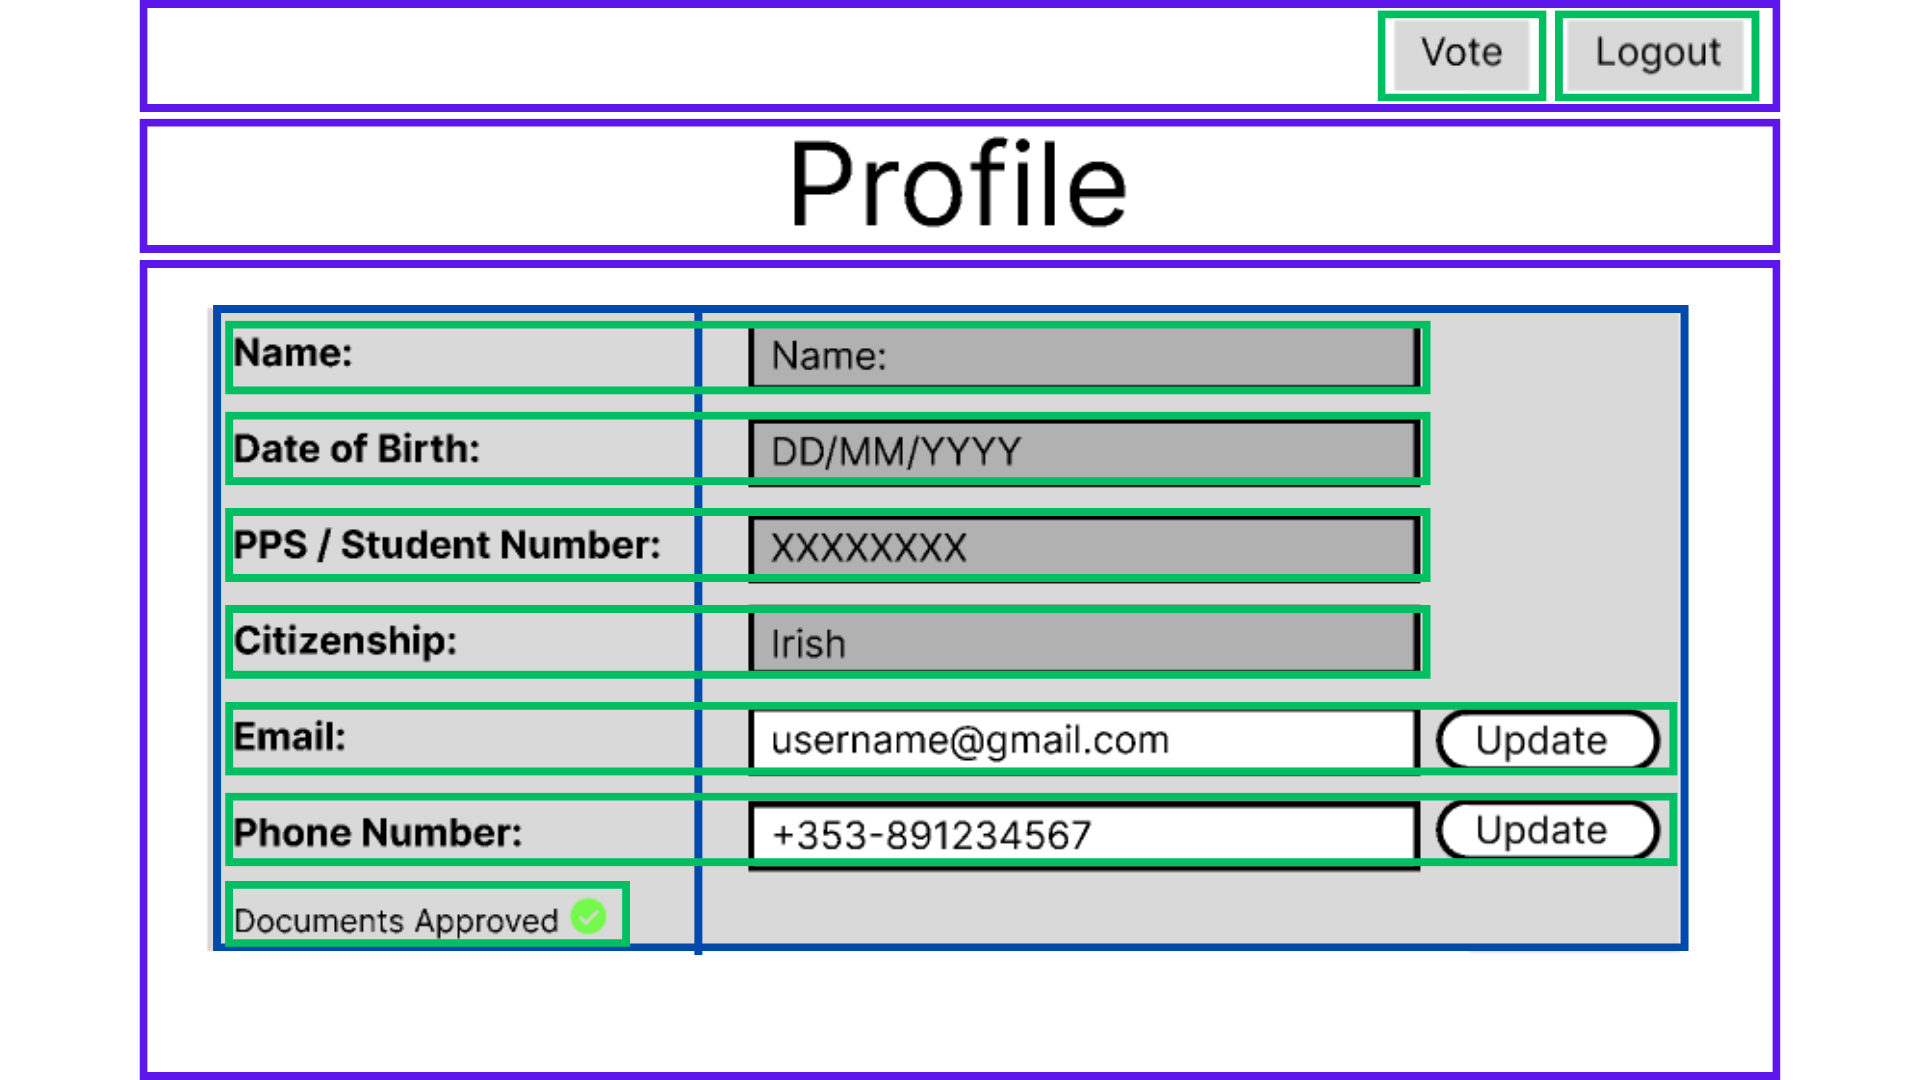 Vote Logout
Profile
Name: Name:
Date of Birth: DD/MM/YYYY
PPS / Student Number: XXXXXXXX
Citizenship: Irish
Email: username@gmail.com Update
Phone Number: +353-891234567 Update
Documents Approved